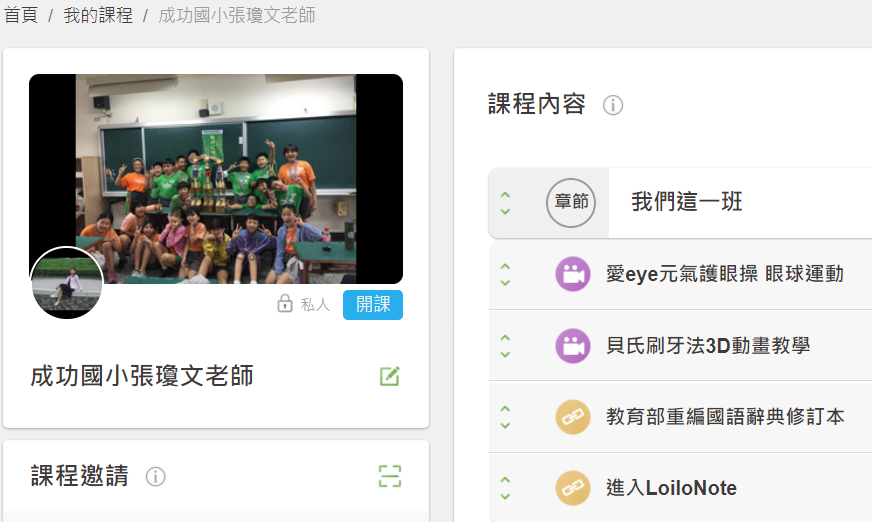 首頁 / 我的課程 / 成功國小張瓊文老師
課程內容
章節
我們這一班
愛eye元氣護眼操 眼球運動
私人
開課
貝氏刷牙法3D動畫教學
成功國小張瓊文老師
教育部重編國語辭典修訂本
課程邀請
進入LoiloNote